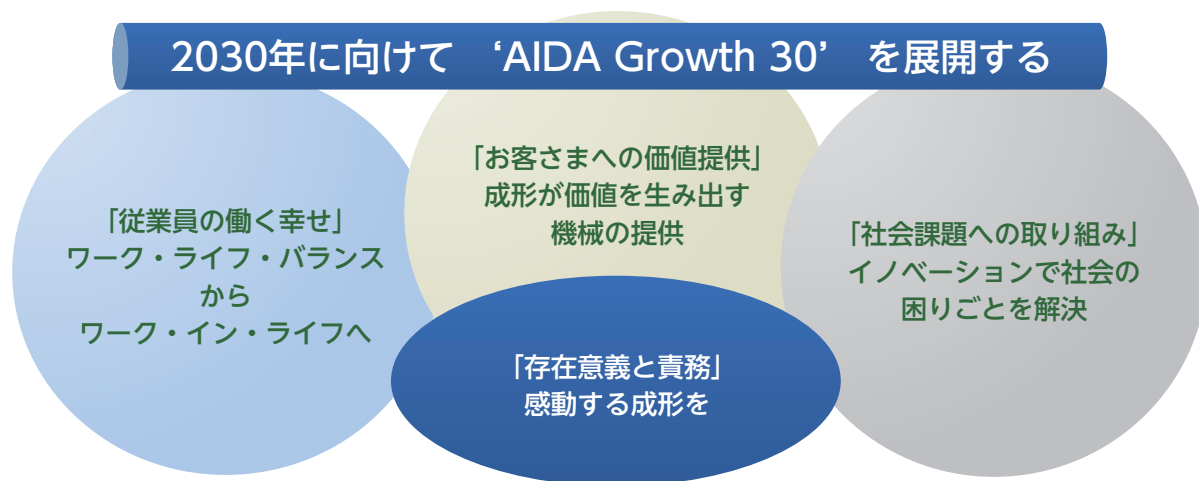 2030年に向けて ‘AIDA Growth 30’ を展開する
「従業員の働く幸せ」
ワーク・ライフ・バランス
から
ワーク・イン・ライフへ
「お客さまへの価値提供」
成形が価値を生み出す
機械の提供
「社会課題への取り組み」
イノベーションで社会の
困りごとを解決
「存在意義と責務」
感動する成形を